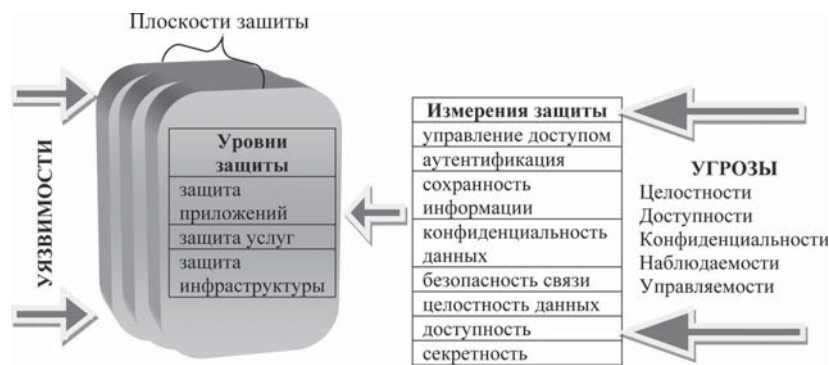 Плоскости зашиты
УЯЗВИМОСТИ
Уровни
защиты
защита
приложений
защита услуг
защита
инфраструктуры
Измерения защиты
управление доступом
аутентификация
сохранность
информации
конфиденциальность
данных
безопасность связи
целостность данных
доступность
секретность
УГРОЗЫ
Целостности
Доступности
Конфиденциальности
Наблюдаемости
Управляемости